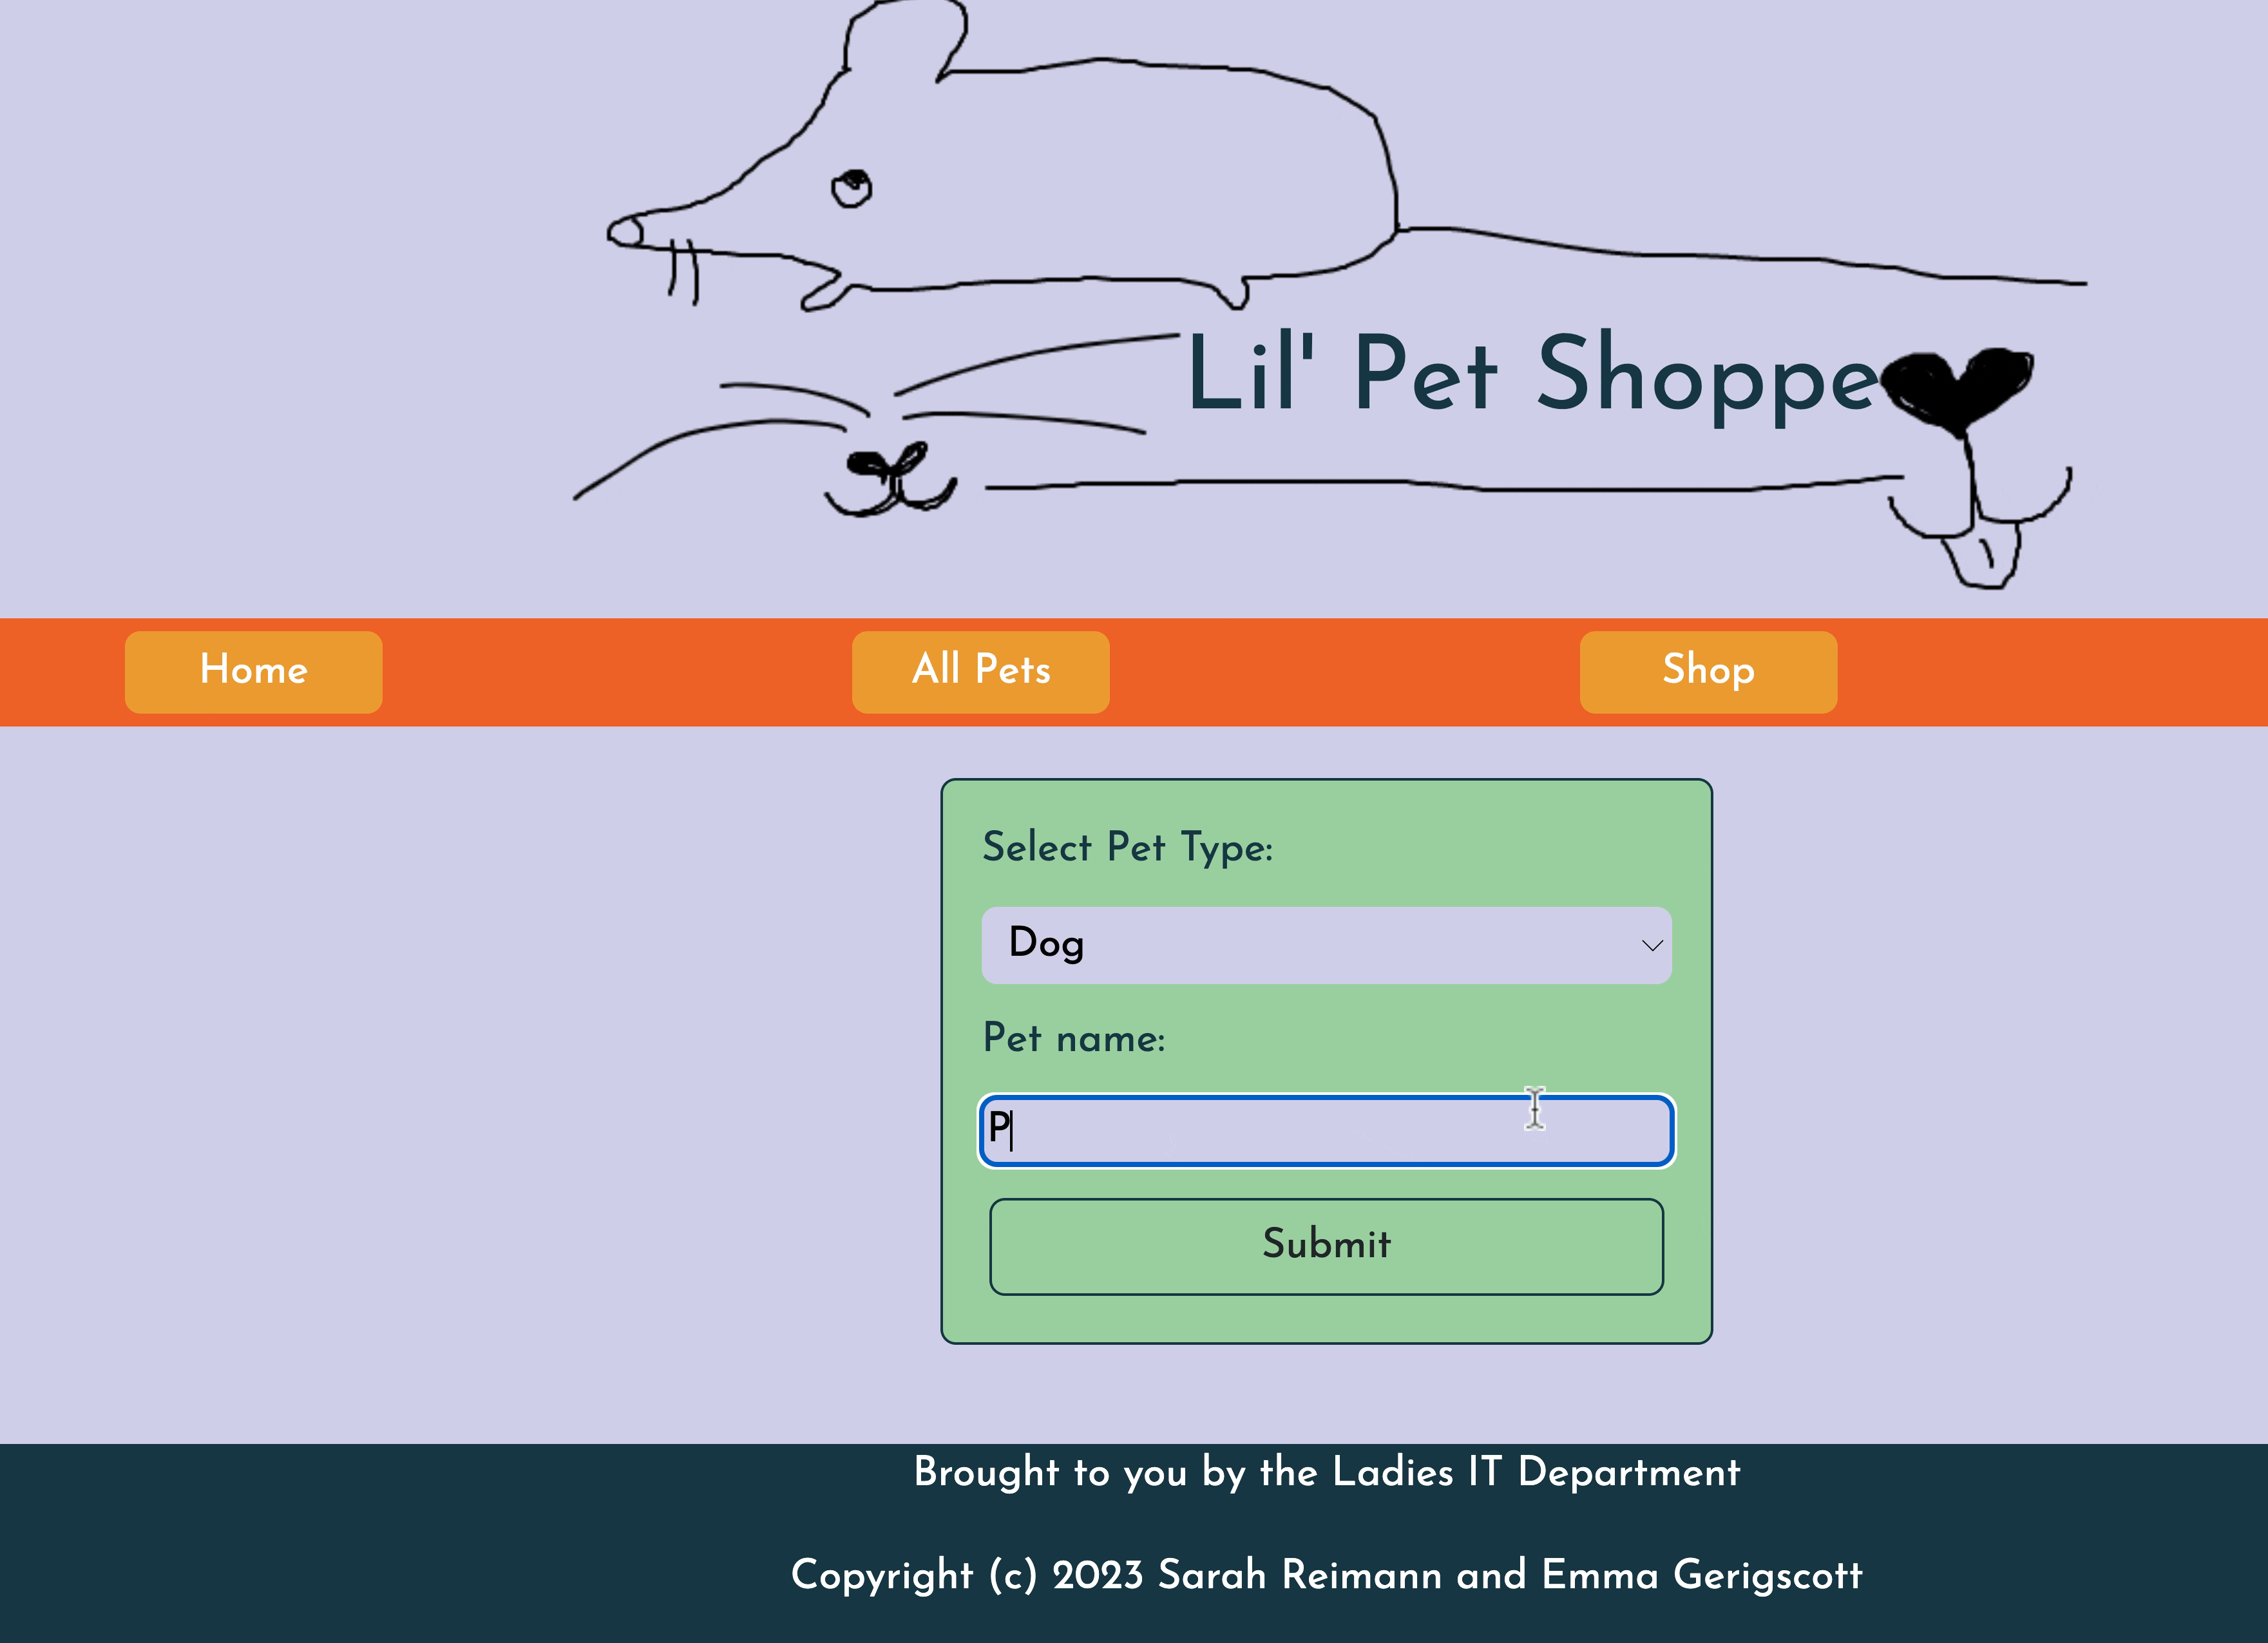 Lil' Pet Shoppe
Home
All Pets
Shop
Select Pet Type:
Dog
Pet name:
P
Submit
Brought to you by the Ladies IT Department
Copyright (c) 2023 Sarah Reimann and Emma Gerigscott